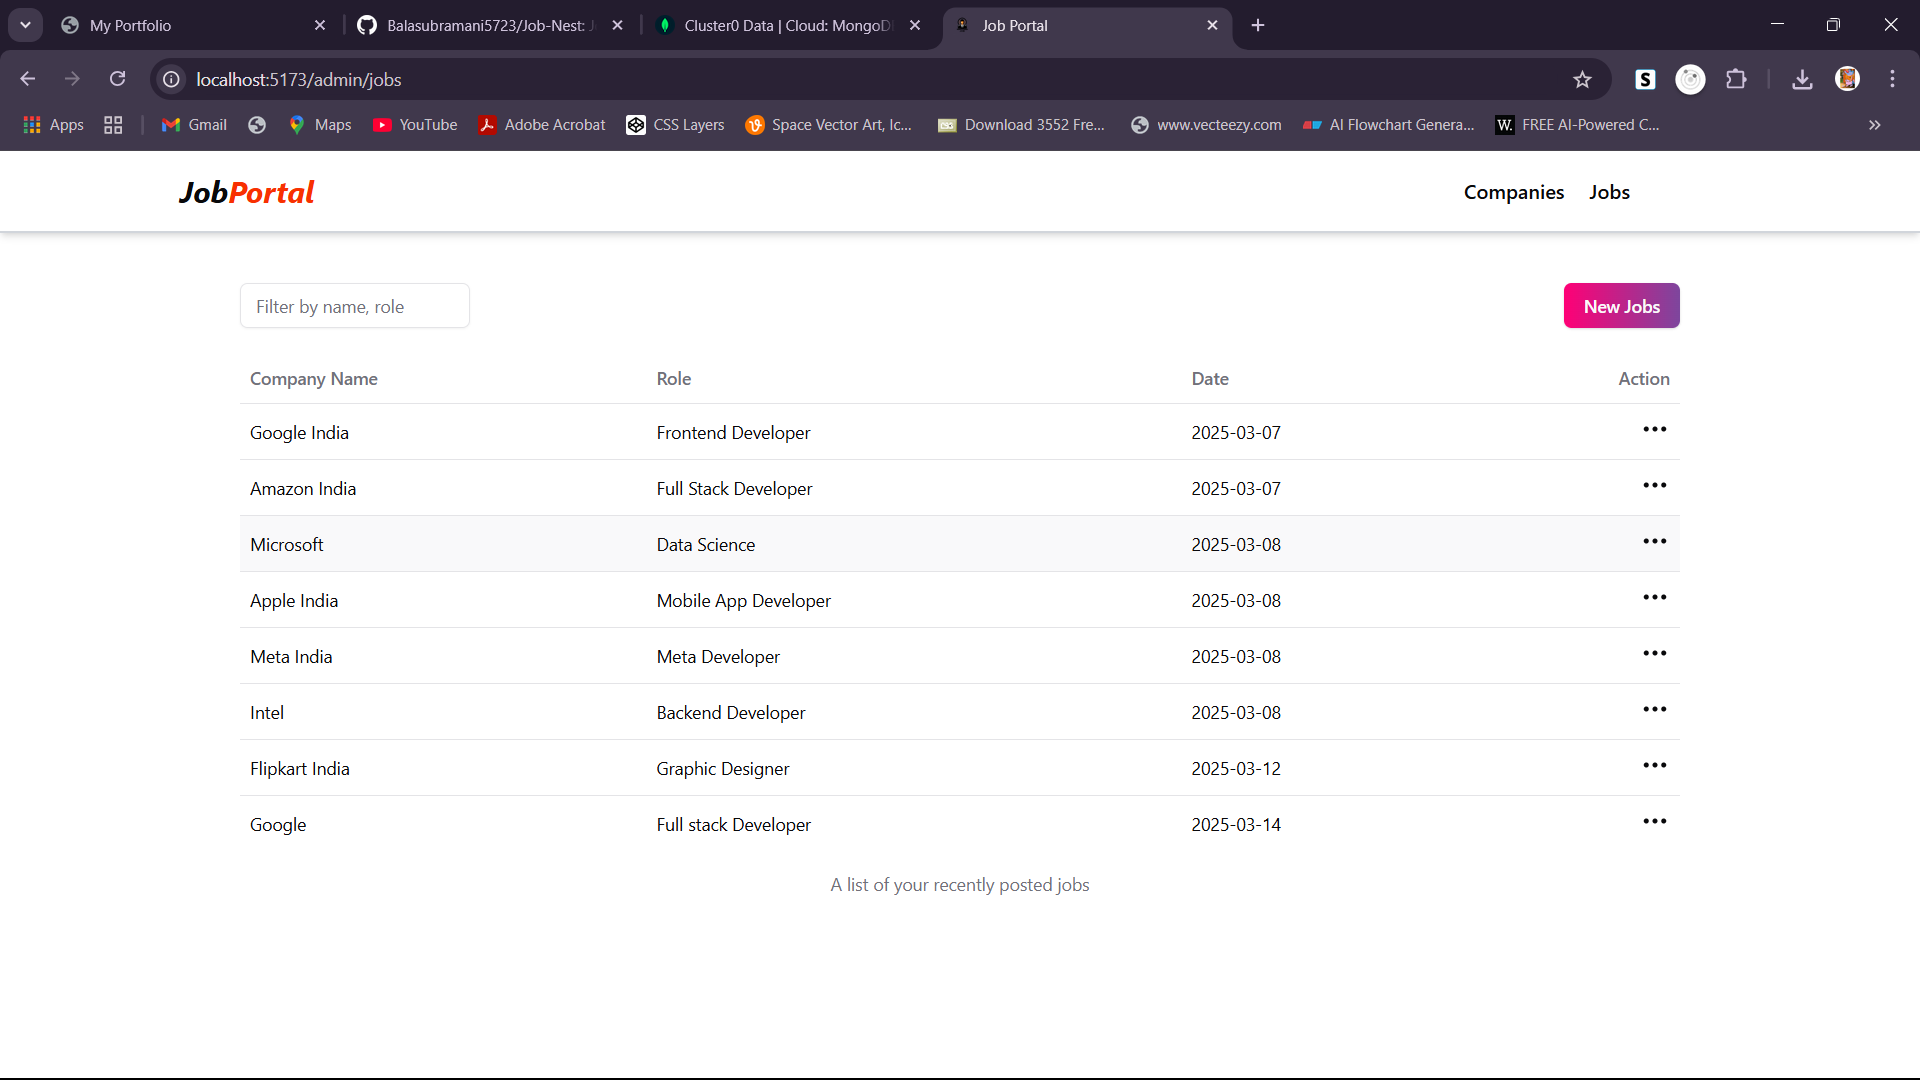 My Portfolio
Balasubramani5723/Job-Nest: J
Cluster0 Data | Cloud: MongoD
Job Portal
localhost:5173/admin/jobs
Apps
Gmail
Maps
YouTube
Adobe Acrobat
CSS Layers
Space Vector Art, Ic...
Download 3552 Fre...
www.vecteezy.com
AI Flowchart Genera...
W.
FREE AI-Powered C...
JobPortal
Companies
Jobs
Filter by name, role
New Jobs
Company Name Role Date Action
Google India Frontend Developer 2025-03-07
Amazon India Full Stack Developer 2025-03-07
Microsoft Data Science 2025-03-08
Apple India Mobile App Developer 2025-03-08
Meta India Meta Developer 2025-03-08
Intel Backend Developer 2025-03-08
Flipkart India Graphic Designer 2025-03-12
Google Full stack Developer 2025-03-14
A list of your recently posted jobs